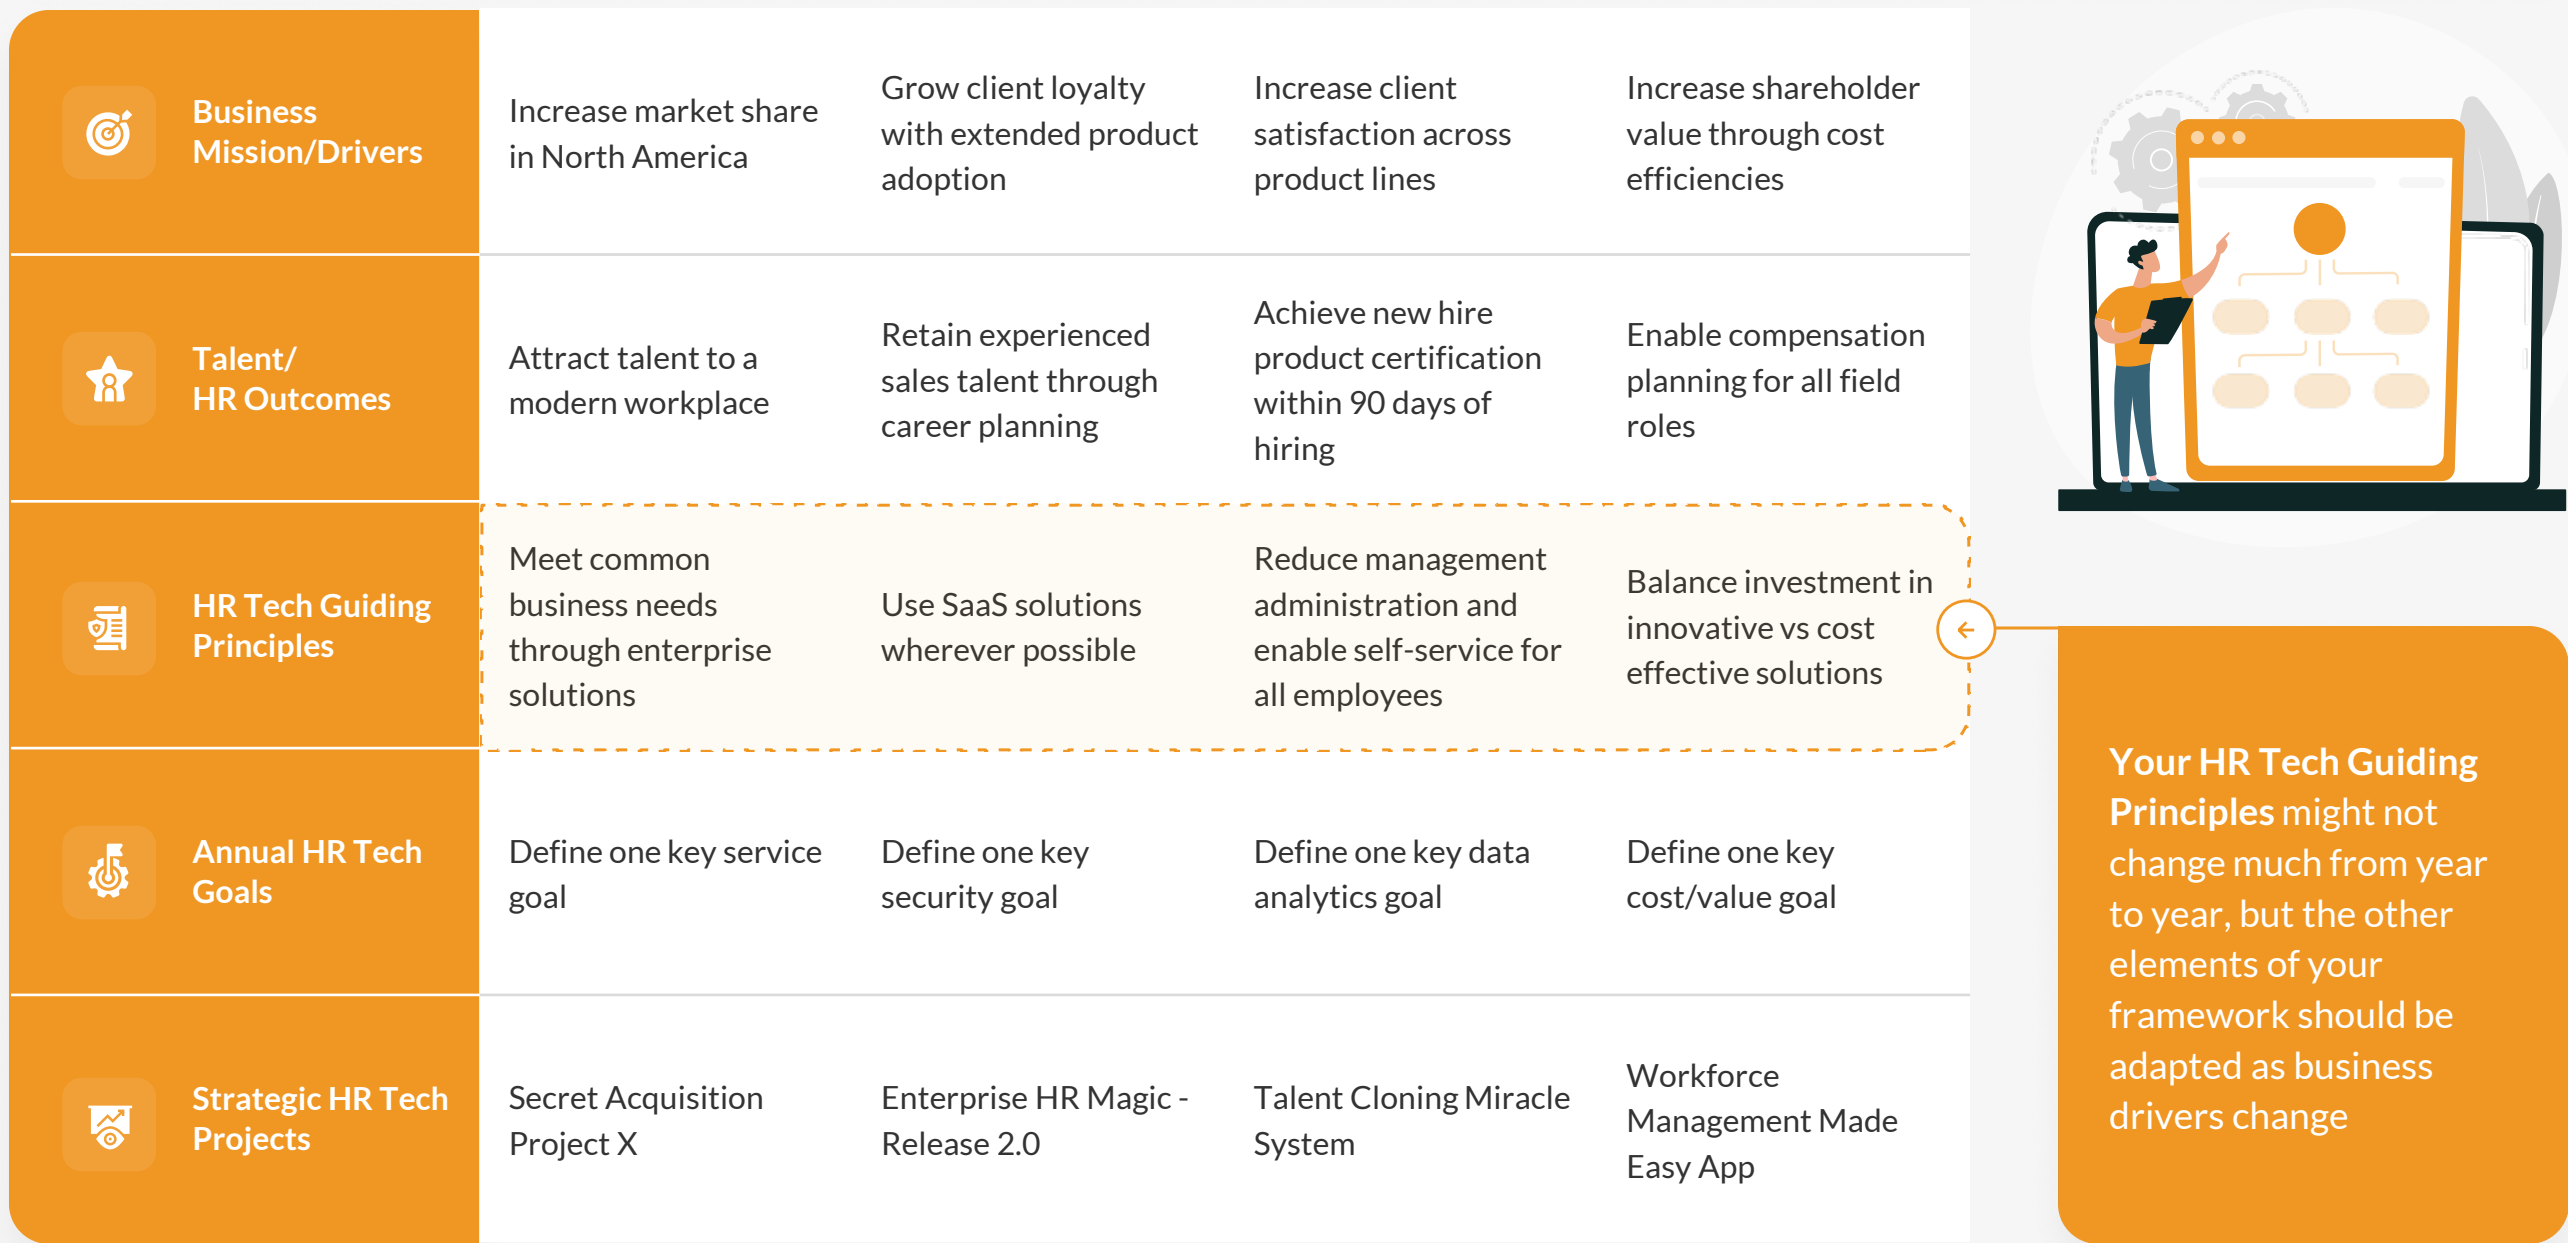 Business
Mission/Drivers
Increase market share
in North America
Grow client loyalty
with extended product
adoption
Increase client
satisfaction across
product lines
Increase shareholder
value through cost
efficiencies
Talent/
HR Outcomes
Attract talent to a
modern workplace
Retain experienced
sales talent through
career planning
Achieve new hire
product certification
within 90 days of
hiring
Enable compensation
planning for all field
roles
HR Tech Guiding
Principles
Meet common
business needs
through enterprise
solutions
Use SaaS solutions
wherever possible
Reduce management
administration and
enable self-service for
all employees
Balance investment in
innovative vs cost
effective solutions
Annual HR Tech
Goals
Define one key service
goal
Define one key
security goal
Define one key data
analytics goal
Define one key
cost/value goal
Strategic HR Tech
Projects
Secret Acquisition
Project X
Enterprise HR Magic -
Release 2.0
Talent Cloning Miracle
System
Workforce
Management Made
Easy App
Your HR Tech Guiding
Principles might not
change much from year
to year, but the other
elements of your
framework should be
adapted as business
drivers change